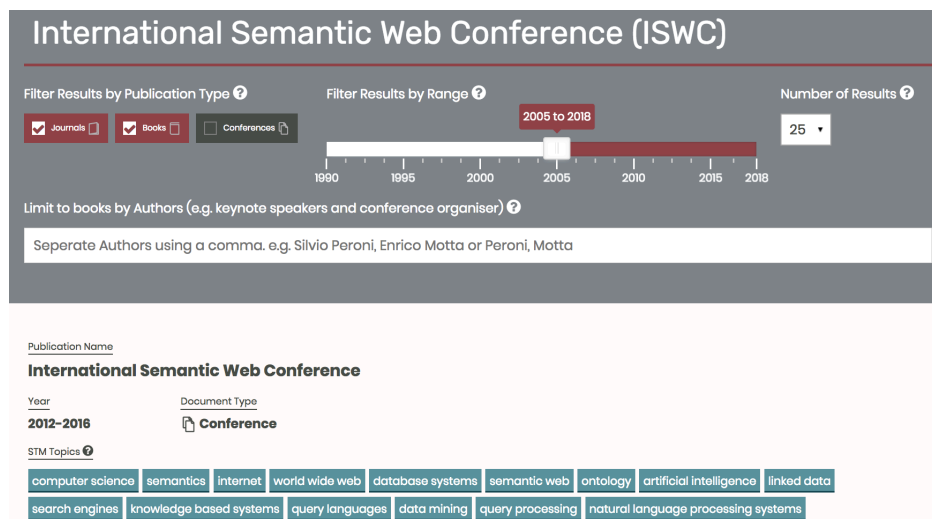 International Semantic Web Conference (ISWC)
Filter Results by Publication Type ?
Filter Results by Range ?
Number of Results ?
Journals
Books
Conferences
2005 to 2018
25
1990 1995 2000 2005 2010 2015 2018
Limit to books by Authors (e.g. keynote speakers and conference organiser) ?
Seperate Authors using a comma. e.g. Silvio Peroni, Enrico Motta or Peroni, Motta
Publication Name
International Semantic Web Conference
Year Document Type
2012-2016 Conference
STM Topics ?
computer science semantics internet world wide web database systems semantic web ontology artificial intelligence linked data
search engines knowledge based systems query languages data mining query processing natural language processing systems